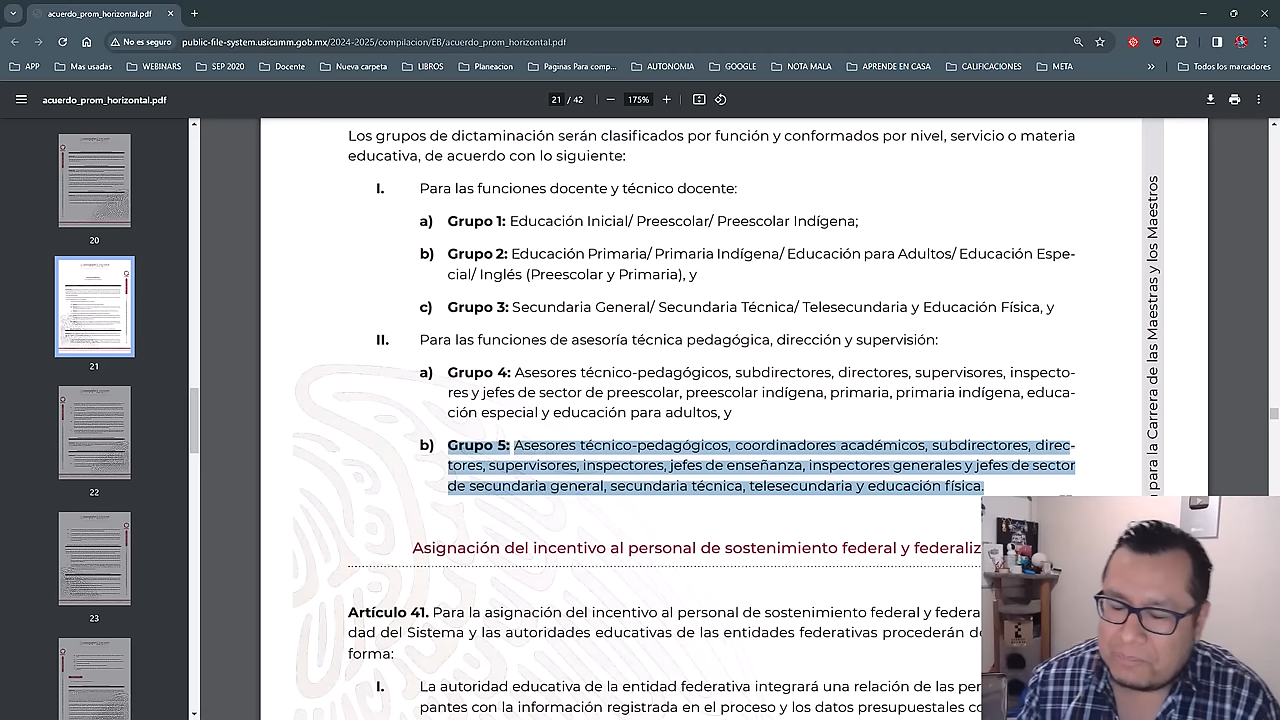 acuerdo_prom_horizontal.pdf
No es seguro public-file-system.usicamm.gob.mx/2024-2025/compilacion/EB/acuerdo_prom_horizontal.pdf
APP Mas usadas WEBINARS SEP 2020 Docente Nueva carpeta LIBROS Planeacion Paginas Para comp... AUTONOMIA GOOGLE NOTA MALA APRENDE EN CASA CALIFICACIONES META » Todos los marcadores
acuerdo_prom_horizontal.pdf 21 / 42 175%
20
21
22
23
Los grupos de dictaminación serán clasificados por función y conformados por nivel, servicio o materia
educativa, de acuerdo con lo siguiente:
I. Para las funciones docente y técnico docente:
a) Grupo 1: Educación Inicial/ Preescolar/ Preescolar Indígena;
b) Grupo 2: Educación Primaria/ Primaria Indígena/ Educación para Adultos/ Educación Espe-
cial/ Inglés (Preescolar y Primaria), y
c) Grupo 3: Secundaria General/ Secundaria Técnica/ Telesecundaria y Educación Física, y
II. Para las funciones de asesoría técnica pedagógica, dirección y supervisión:
a) Grupo 4: Asesores técnico-pedagógicos, subdirectores, directores, supervisores, inspecto-
res y jefes de sector de preescolar, preescolar indígena, primaria, primaria indígena, educa-
ción especial y educación para adultos, y
b) Grupo 5: Asesores técnico-pedagógicos, coordinadores académicos, subdirectores, direc-
tores, supervisores, inspectores, jefes de enseñanza, inspectores generales y jefes de sector
de secundaria general, secundaria técnica, telesecundaria y educación física.
Asignación del incentivo al personal de sostenimiento federal y federaliz
Artículo 41. Para la asignación del incentivo al personal de sostenimiento federal y federa
dad del Sistema y las autoridades educativas de las entidades federativas procederán de
forma:
I. La autoridad educativa de la entidad federativa integrará una relación de las per
pantes con la información registrada en el proceso y los datos presupuestales co
para la Carrera de las Maestras y los Maestros